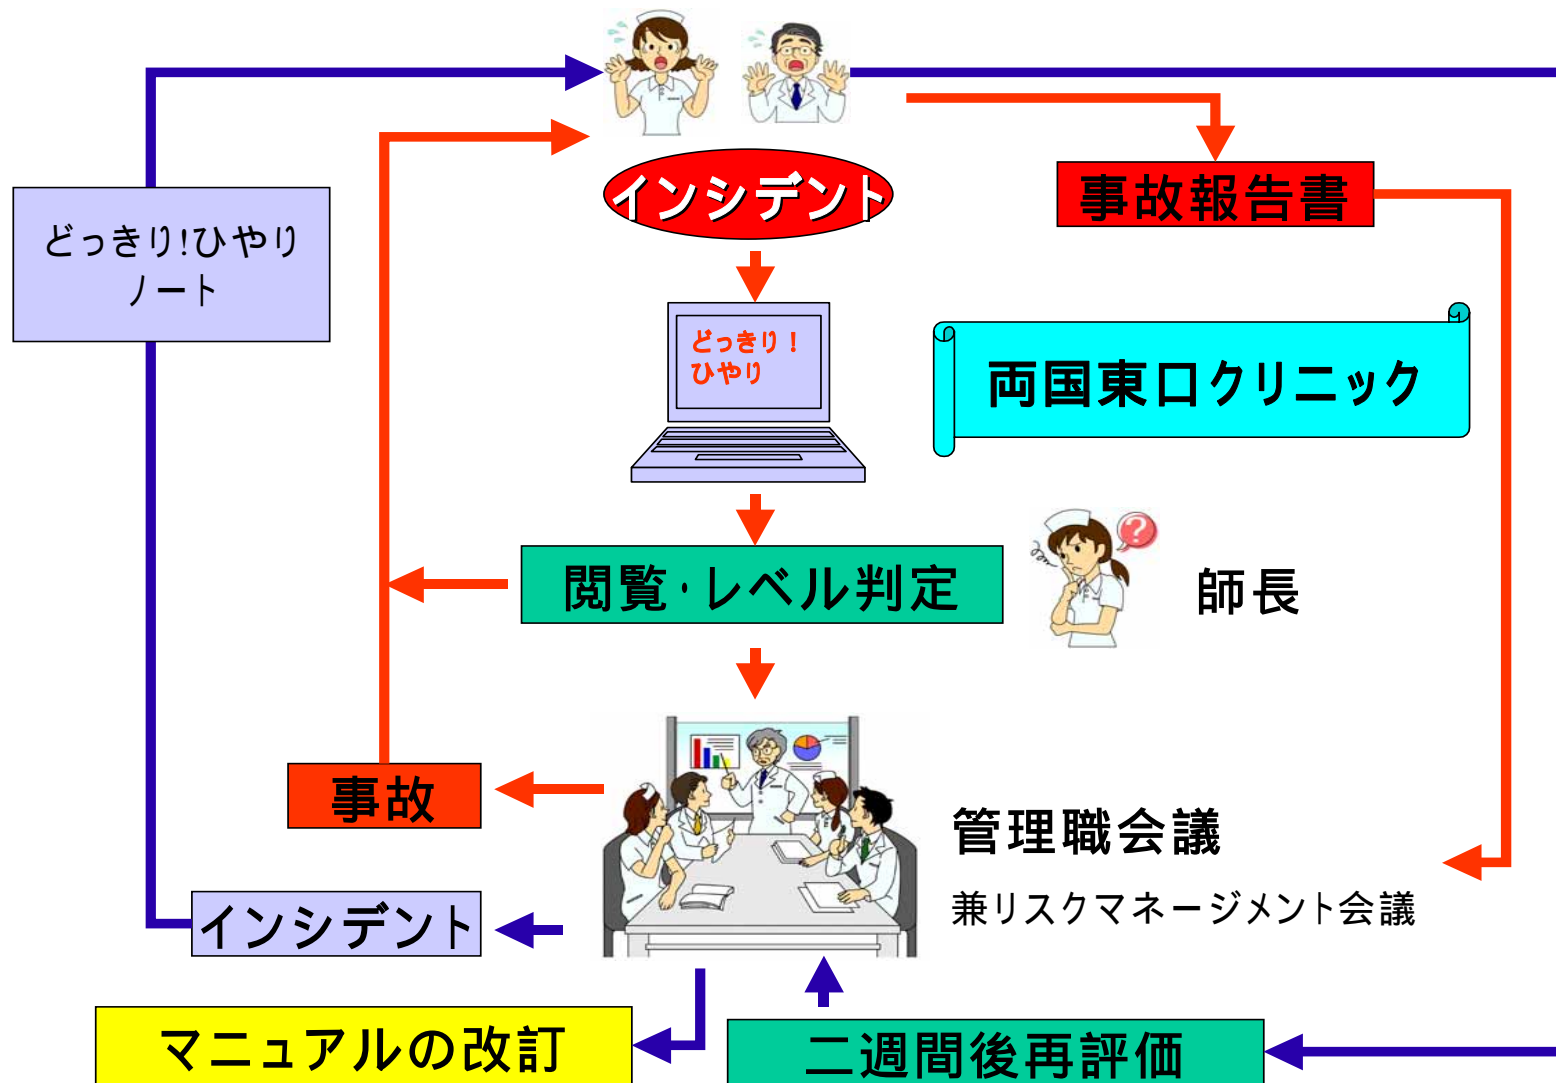 インシデント
事故報告書
どっきり!ひやり
ノート
どっきり!
ひやり
両国東口クリニック
閲覧・レベル判定
師長
事故
管理職会議
兼リスクマネージメント会議
インシデント
マニュアルの改訂
二週間後再評価